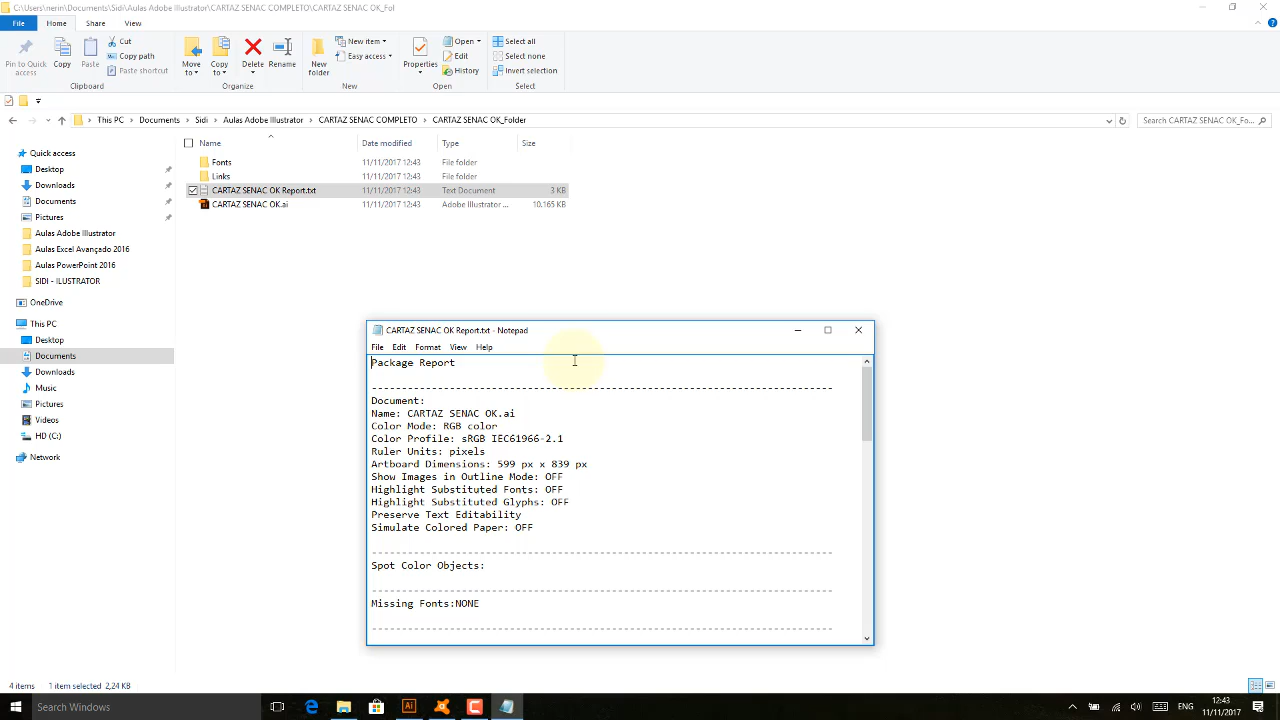 C:\Users\nerin\Documents\Sidi\Aulas Adobe Illustrator\CARTAZ SENAC COMPLETO\CARTAZ SENAC OK_Fol
File Home Share View
Pin to Quick access
Copy
Paste
Cut
Copy path
Paste shortcut
Clipboard
Move to
Copy to
Delete
Rename
Organize
New folder
New item
Easy access
New
Properties
Open
Edit
History
Open
Select all
Select none
Invert selection
Select
This PC Documents Sidi Aulas Adobe Illustrator CARTAZ SENAC COMPLETO CARTAZ SENAC OK_Folder
Search CARTAZ SENAC OK_Fo...
Name Date modified Type Size
Fonts 11/11/2017 12:43 File folder
Links 11/11/2017 12:43 File folder
CARTAZ SENAC OK Report.txt 11/11/2017 12:43 Text Document 3 KB
CARTAZ SENAC OK.ai 11/11/2017 12:43 Adobe Illustrator ... 10.165 KB
Quick access
Desktop
Downloads
Documents
Pictures
Aulas Adobe Illustrator
Aulas Excel Avançado 2016
Aulas PowerPoint 2016
SIDI - ILUSTRATOR
OneDrive
This PC
Desktop
Documents
Downloads
Music
Pictures
Videos
HD (C:)
Network
CARTAZ SENAC OK Report.txt - Notepad
File Edit Format View Help
Package Report
--------------------------------------------------------------------------------
Document:
Name: CARTAZ SENAC OK.ai
Color Mode: RGB color
Color Profile: sRGB IEC61966-2.1
Ruler Units: pixels
Artboard Dimensions: 599 px x 839 px
Show Images in Outline Mode: OFF
Highlight Substituted Fonts: OFF
Highlight Substituted Glyphs: OFF
Preserve Text Editability
Simulate Colored Paper: OFF
--------------------------------------------------------------------------------
Spot Color Objects:
--------------------------------------------------------------------------------
Missing Fonts:NONE
--------------------------------------------------------------------------------
4 items 1 item selected 2,24 KB
Search Windows
Ai
ENG
12:43
11/11/2017